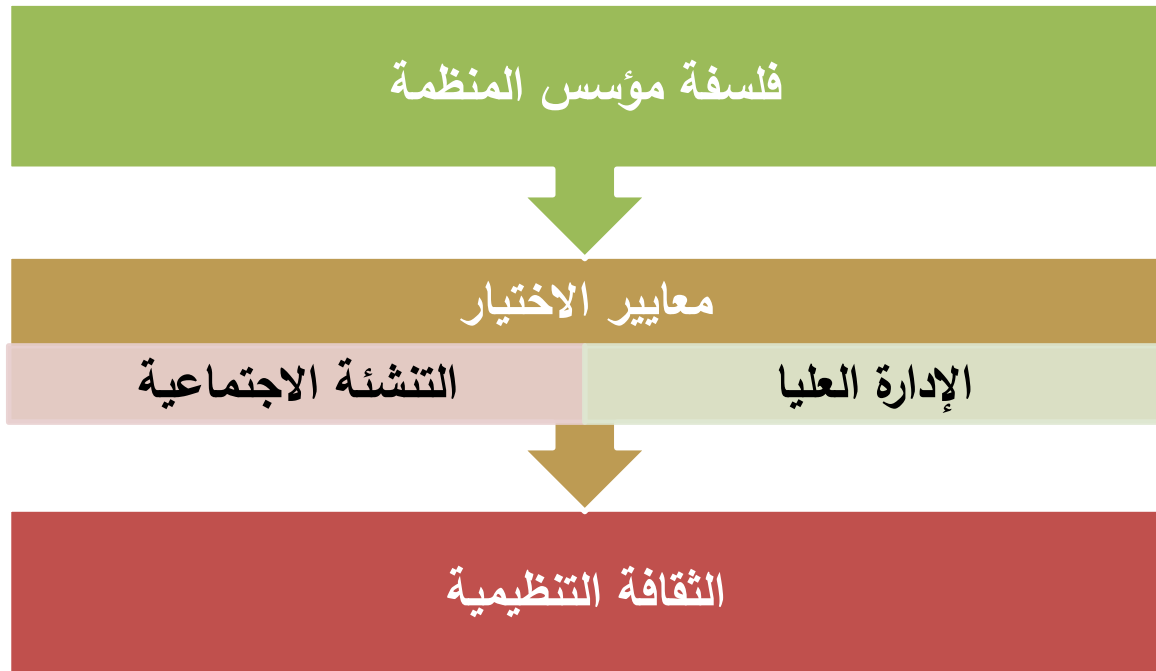 فلسفة مؤسس المنظمة
معايير الاختيار
الإدارة العليا
التنشئة الاجتماعية
الثقافة التنظيمية